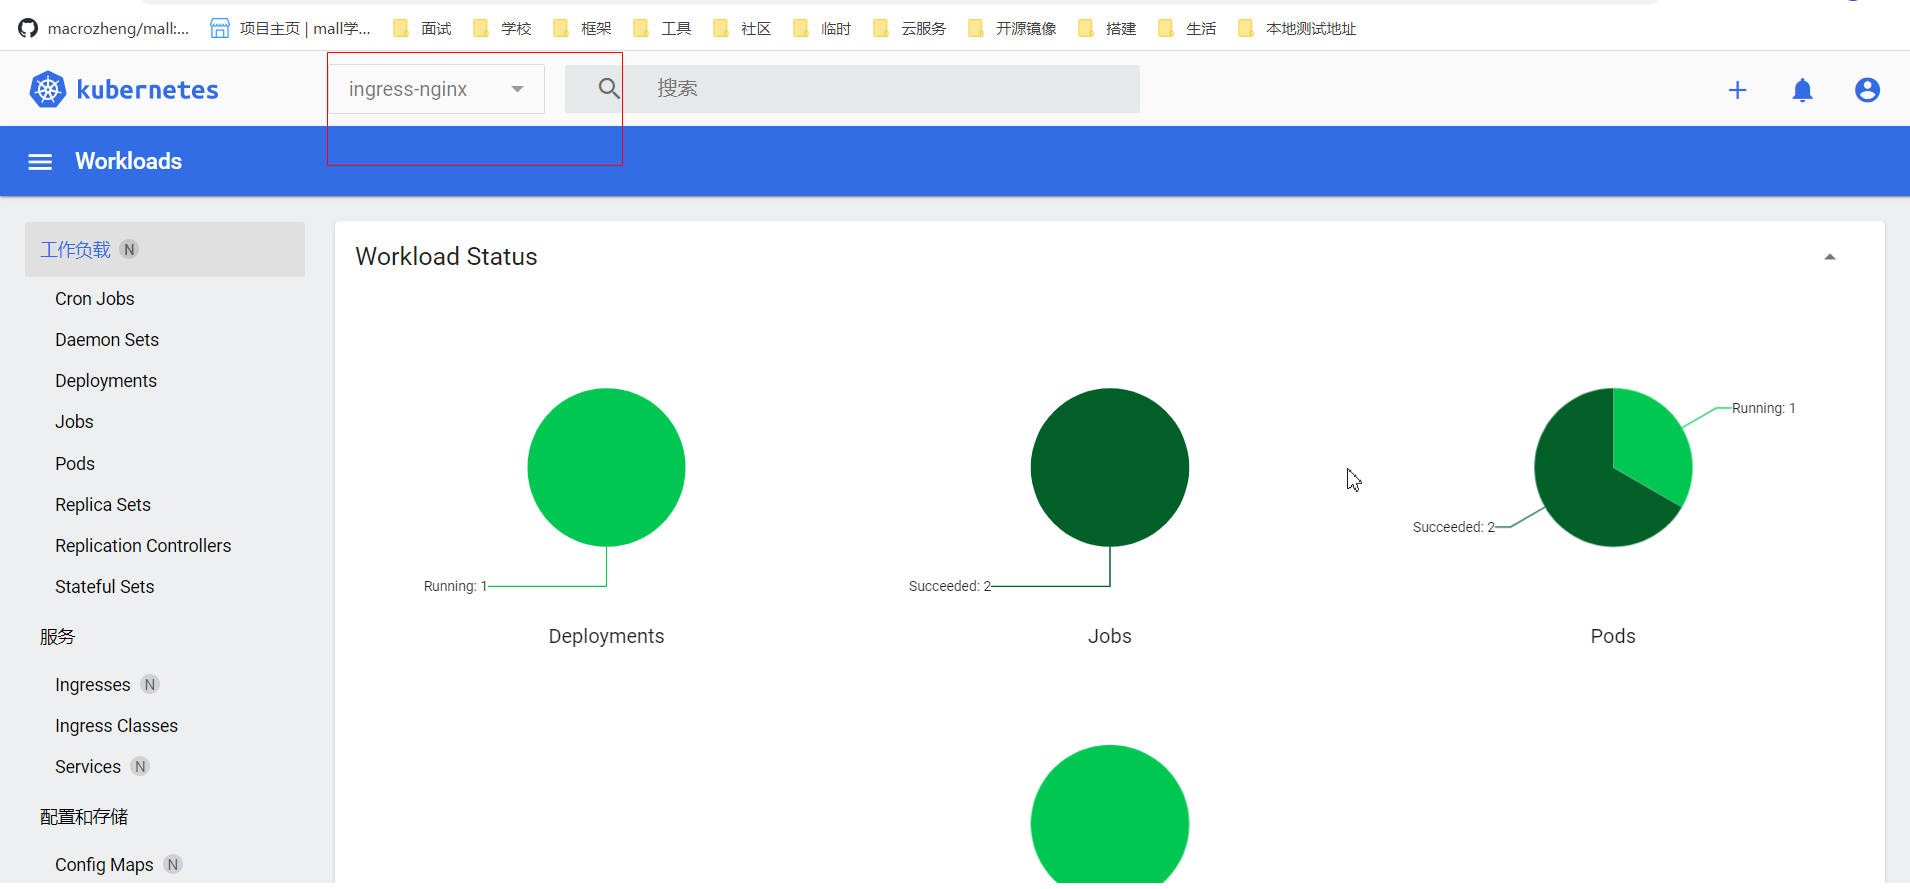 macrozheng/mall:... 项目主页 | mall学... 面试 学校 框架 工具 社区 临时 云服务 开源镜像 搭建 生活 本地测试地址
kubernetes ingress-nginx 搜索
Workloads
工作负载 N
Cron Jobs
Daemon Sets
Deployments
Jobs
Pods
Replica Sets
Replication Controllers
Stateful Sets
服务
Ingresses N
Ingress Classes
Services N
配置和存储
Config Maps N
Workload Status
Running: 1
Deployments
Succeeded: 2
Jobs
Running: 1
Succeeded: 2
Pods